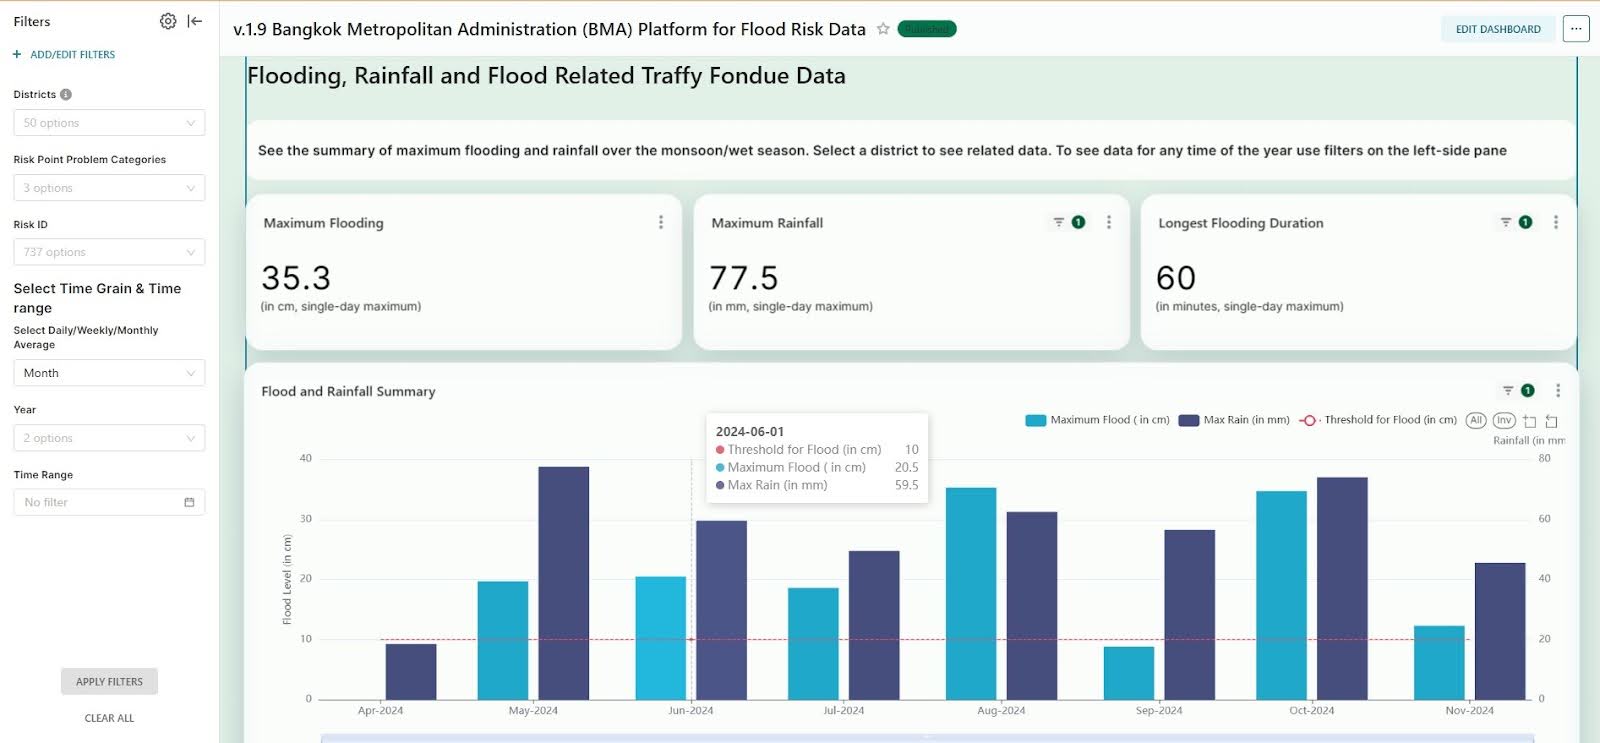 Filters
+ ADD/EDIT FILTERS
Districts
50 options
Risk Point Problem Categories
3 options
Risk ID
737 options
Select Time Grain & Time
range
Select Daily/Weekly/Monthly
Average
Month
Year
2 options
Time Range
No filter
APPLY FILTERS
CLEAR ALL
v.1.9 Bangkok Metropolitan Administration (BMA) Platform for Flood Risk Data
Published
EDIT DASHBOARD
Flooding, Rainfall and Flood Related Traffy Fondue Data
See the summary of maximum flooding and rainfall over the monsoon/wet season. Select a district to see related data. To see data for any time of the year use filters on the left-side pane
Maximum Flooding
35.3
(in cm, single-day maximum)
Maximum Rainfall
1
77.5
(in mm, single-day maximum)
Longest Flooding Duration
1
60
(in minutes, single-day maximum)
Flood and Rainfall Summary
1
Maximum Flood ( in cm) Max Rain (in mm) Threshold for Flood (in cm) All Inv
Rainfall (in mm
2024-06-01
Threshold for Flood (in cm) 10
Maximum Flood ( in cm) 20.5
Max Rain (in mm) 59.5
Flood Level (in cm)
40 80
30 60
20 40
10 20
0 0
Apr-2024 May-2024 Jun-2024 Jul-2024 Aug-2024 Sep-2024 Oct-2024 Nov-2024